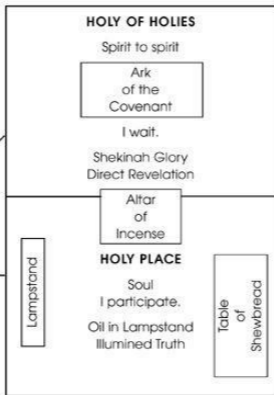 HOLY OF HOLIES
Spirit to spirit
Ark
of the
Covenant
I wait.
Shekinah Glory
Direct Revelation
Altar
of
Incense
HOLY PLACE
Lampstand
Soul
I participate.
Oil in Lampstand
Illumined Truth
Table
of
Shewbread